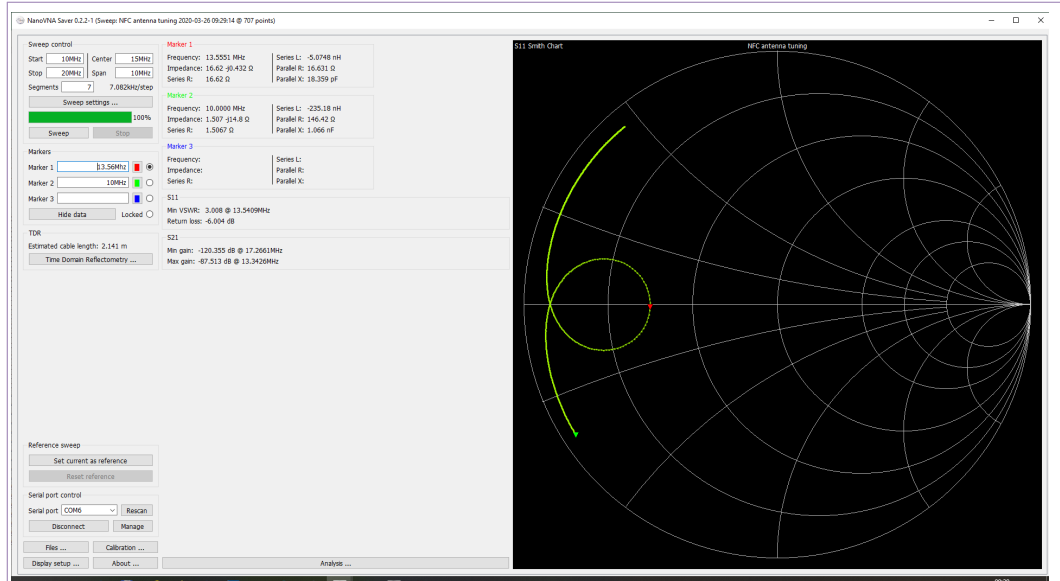 NanoVNA Saver 0.2.2-1 (Sweep: NFC antenna tuning 2020-03-26 09:29:14 @ 707 points)
Sweep control
Start 10MHz Center 15MHz
Stop 20MHz Span 10MHz
Segments 7 7.082kHz/step
Sweep settings ...
100%
Sweep Stop
Markers
Marker 1 13.56Mhz
Marker 2 10MHz
Marker 3
Hide data Locked
TDR
Estimated cable length: 2.141 m
Time Domain Reflectometry ...
Reference sweep
Set current as reference
Reset reference
Serial port control
Serial port COM6 Rescan
Disconnect Manage
Files ... Calibration ...
Display setup ... About ...
Marker 1
Frequency: 13.5551 MHz Series L: -5.0748 nH
Impedance: 16.62 -j0.432 Ω Parallel R: 16.631 Ω
Series R: 16.62 Ω Parallel X: 18.359 pF
Marker 2
Frequency: 10.0000 MHz Series L: -235.18 nH
Impedance: 1.507 -j14.8 Ω Parallel R: 146.42 Ω
Series R: 1.5067 Ω Parallel X: 1.066 nF
Marker 3
Frequency: Series L:
Impedance: Parallel R:
Series R: Parallel X:
S11
Min VSWR: 3.008 @ 13.5409MHz
Return loss: -6.004 dB
S21
Min gain: -120.355 dB @ 17.2661MHz
Max gain: -87.513 dB @ 13.3426MHz
Analysis ...
S11 Smith Chart NFC antenna tuning